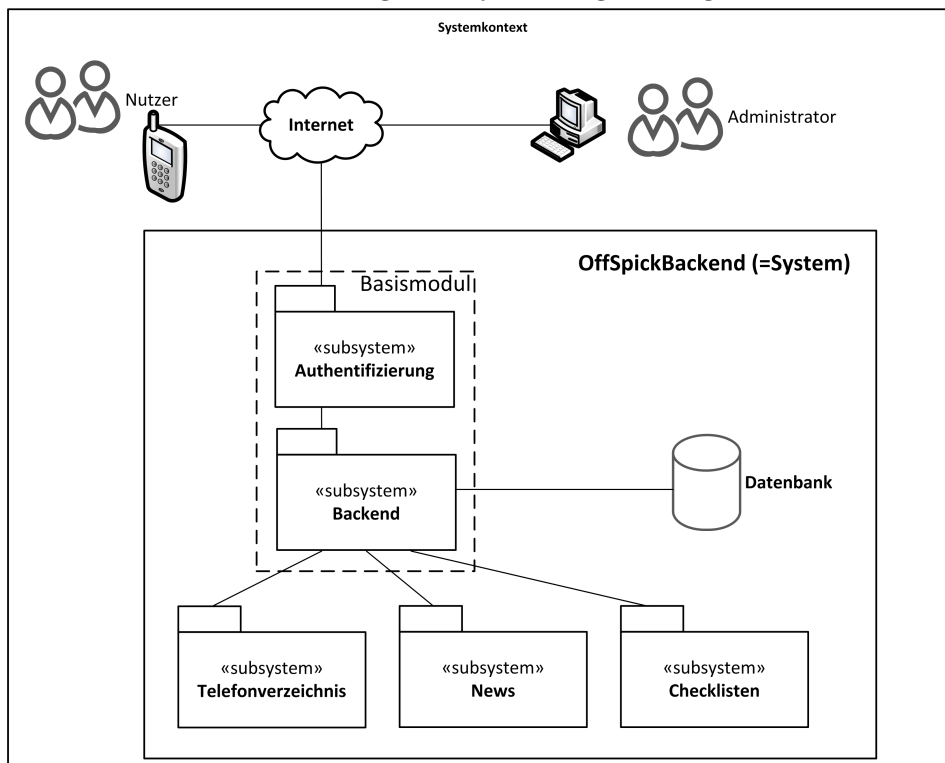 Systemkontext
Nutzer
Internet
Administrator
OffSpickBackend (=System)
Basismodul
«subsystem»
Authentifizierung
«subsystem»
Backend
Datenbank
«subsystem»
Telefonverzeichnis
«subsystem»
News
«subsystem»
Checklisten